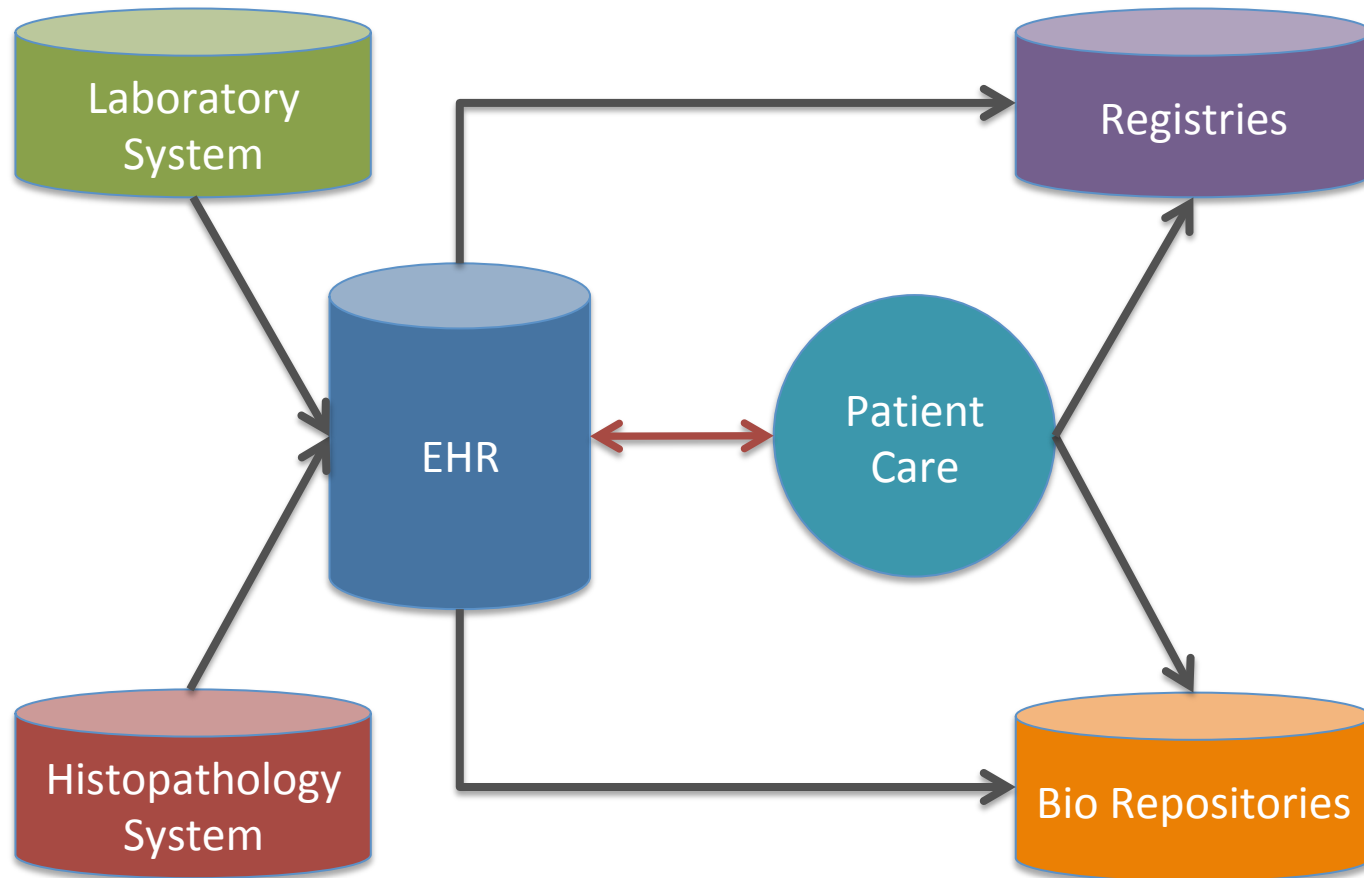 Laboratory
System
Registries
EHR
Patient
Care
Histopathology
System
Bio Repositories